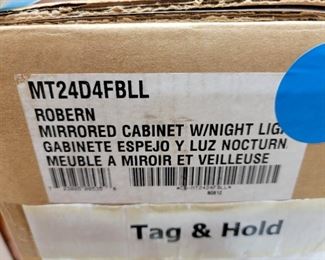 MT24D4FBLL
ROBERN
MIRRORED CABINET W/NIGHT LIG
GABINETE ESPEJO Y LUZ NOCTURN
MEUBLE A MIROIR ET VEILLEUSE
Tag & Hold